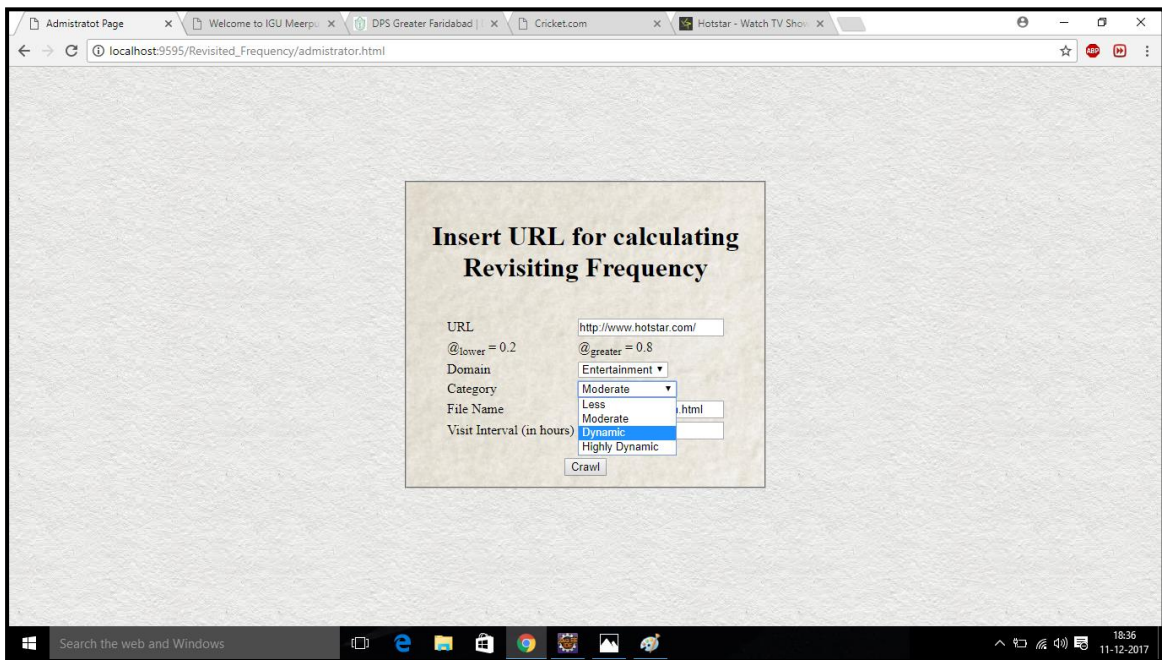 Admistratot Page
Welcome to IGU Meerpu
DPS Greater Faridabad |
Cricket.com
Hotstar - Watch TV Show
localhost:9595/Revisited_Frequency/admistrator.html
ABP
Insert URL for calculating
Revisiting Frequency
URL http://www.hotstar.com/
@lower = 0.2 @greater = 0.8
Domain Entertainment
Category Moderate
Less
File Name .html
Moderate
Visit Interval (in hours) Dynamic
Highly Dynamic
Crawl
Search the web and Windows
18:36
11-12-2017